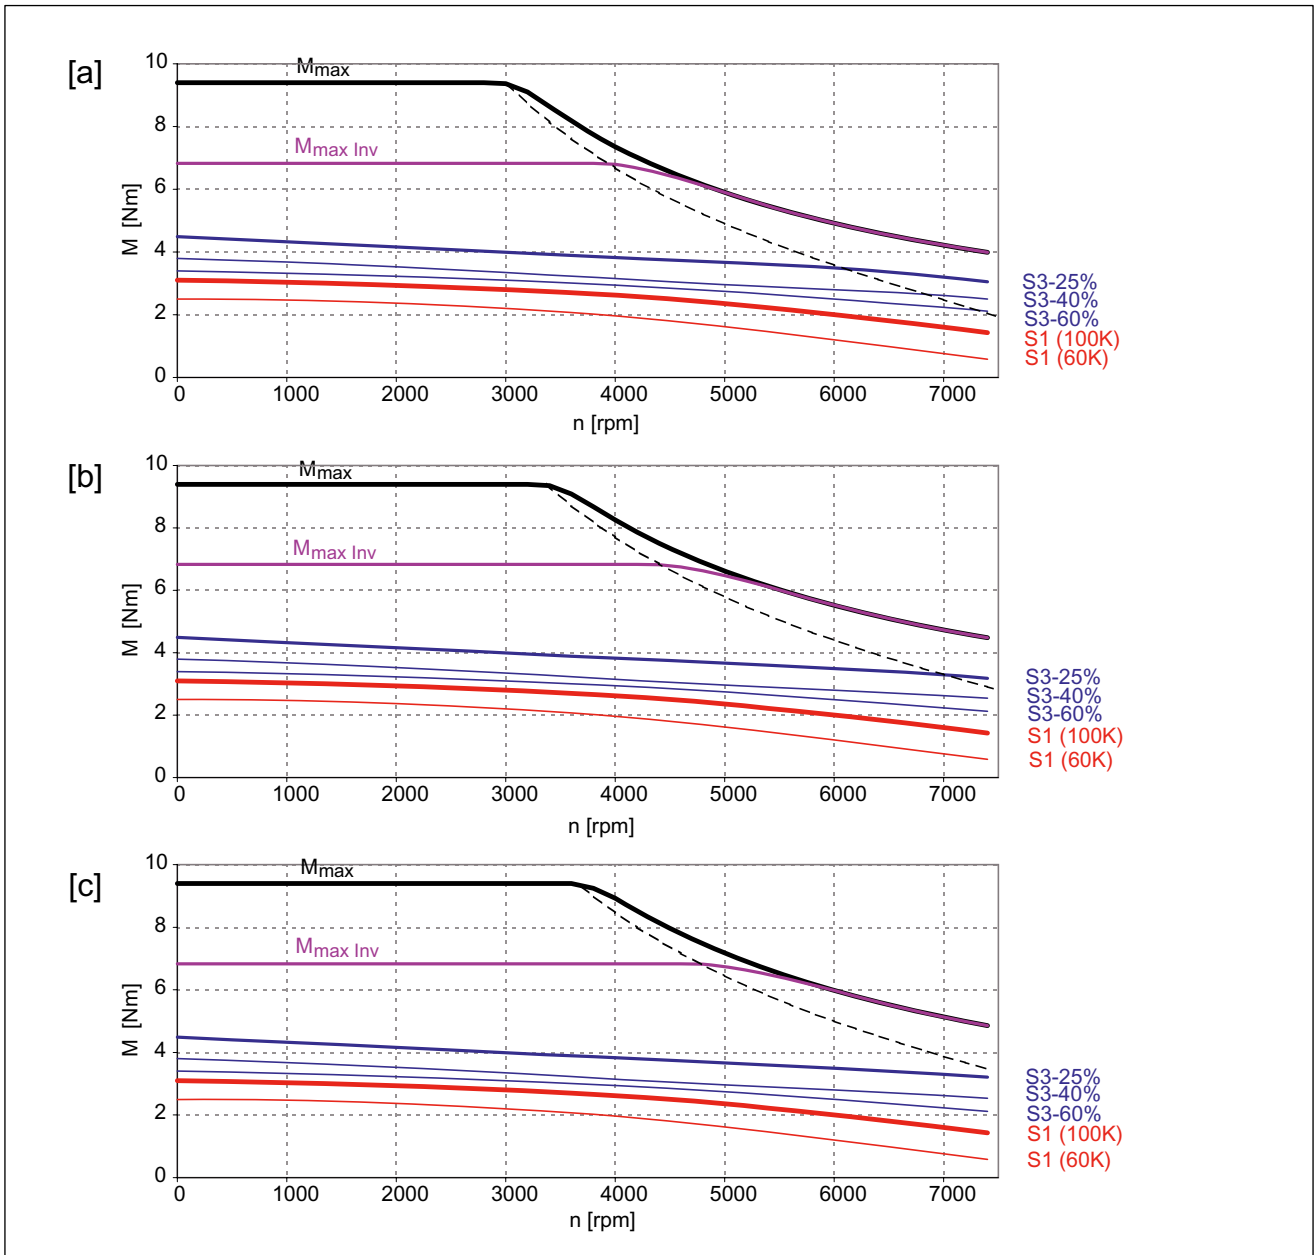 [a]
10
8
6
4
2
0
M [Nm]
Mmax
Mmax Inv
S3-25%
S3-40%
S3-60%
S1 (100K)
S1 (60K)
0 1000 2000 3000 4000 5000 6000 7000
n [rpm]
[b]
10
8
6
4
2
0
M [Nm]
Mmax
Mmax Inv
S3-25%
S3-40%
S3-60%
S1 (100K)
S1 (60K)
0 1000 2000 3000 4000 5000 6000 7000
n [rpm]
[c]
10
8
6
4
2
0
M [Nm]
Mmax
Mmax Inv
S3-25%
S3-40%
S3-60%
S1 (100K)
S1 (60K)
0 1000 2000 3000 4000 5000 6000 7000
n [rpm]